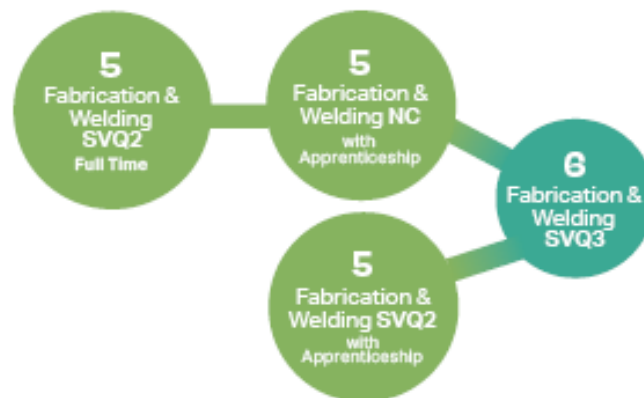 5
Fabrication &
Welding
SVQ2
Full Time
5
Fabrication &
Welding NC
with
Apprenticeship
6
Fabrication &
Welding
SVQ3
5
Fabrication &
Welding SVQ2
with
Apprenticeship